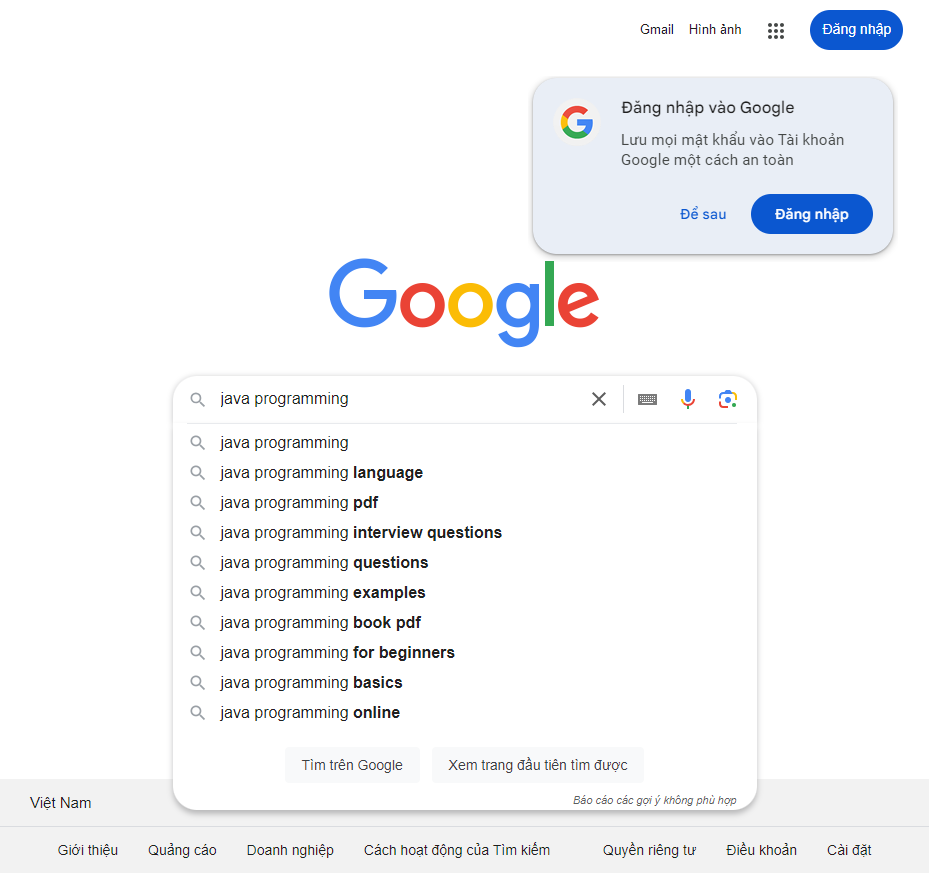 Gmail Hình ảnh Đăng nhập
Đăng nhập vào Google
Lưu mọi mật khẩu vào Tài khoản
Google một cách an toàn
Để sau Đăng nhập
Google
java programming
java programming
java programming language
java programming pdf
java programming interview questions
java programming questions
java programming examples
java programming book pdf
java programming for beginners
java programming basics
java programming online
Tìm trên Google Xem trang đầu tiên tìm được
Báo cáo các gợi ý không phù hợp
Việt Nam
Giới thiệu Quảng cáo Doanh nghiệp Cách hoạt động của Tìm kiếm Quyền riêng tư Điều khoản Cài đặt